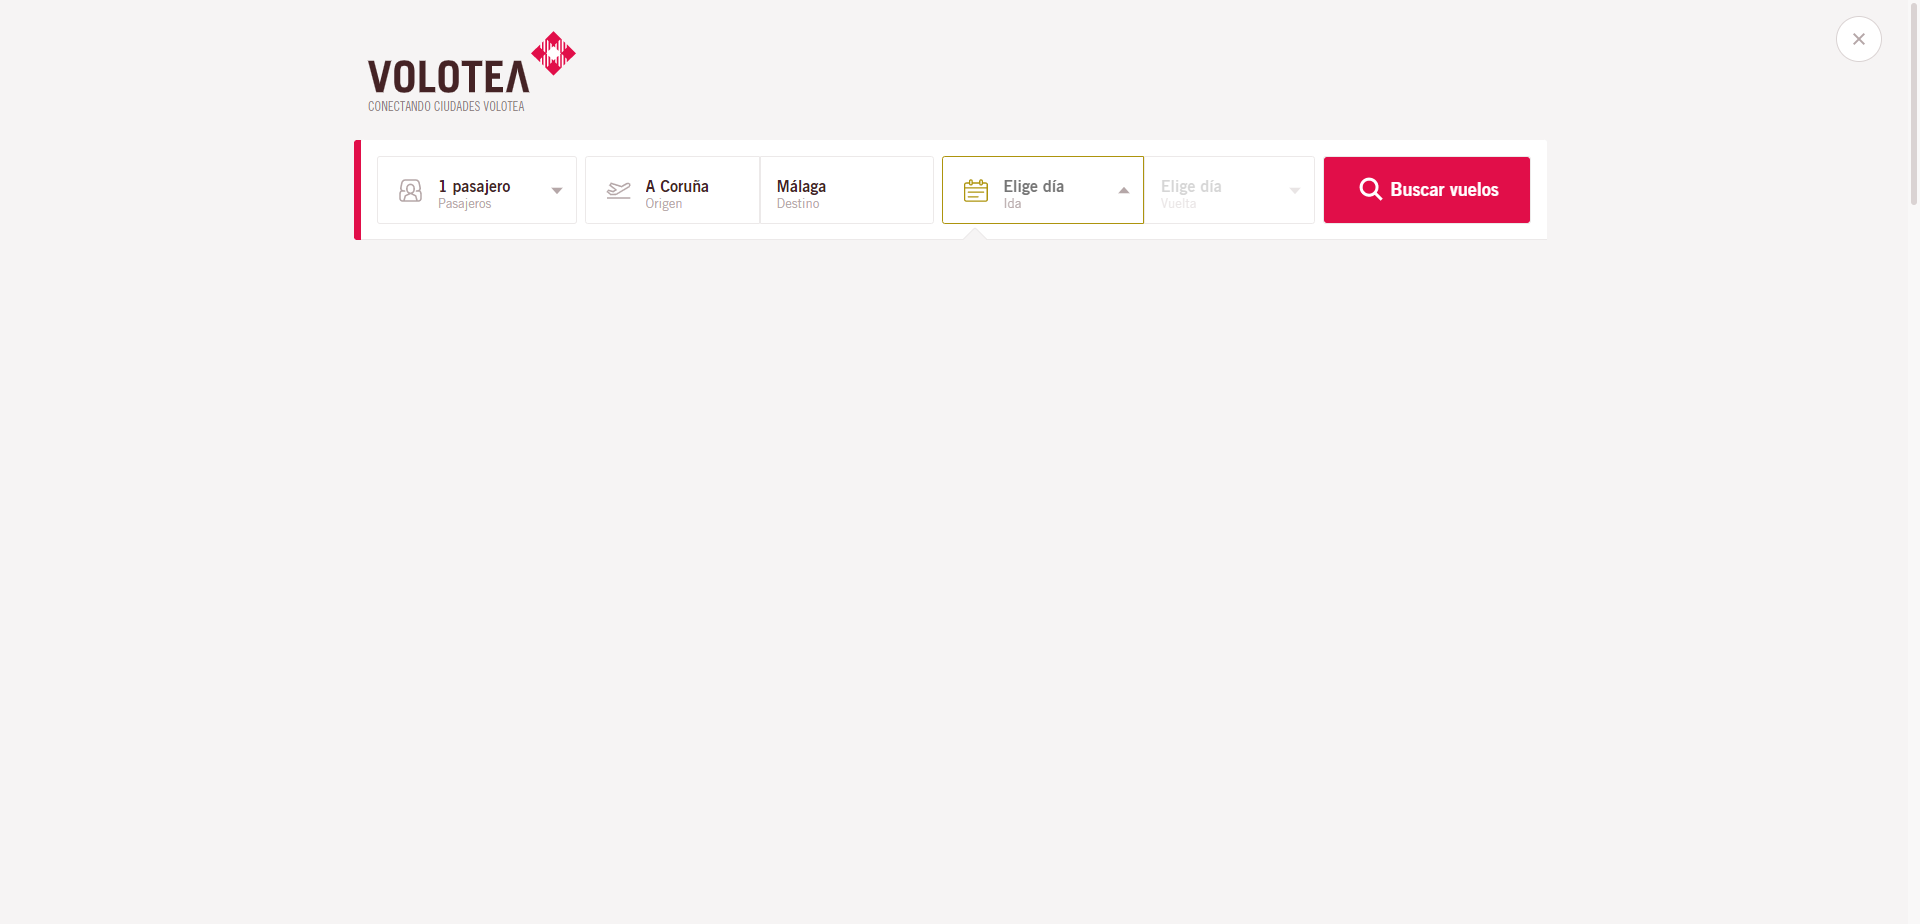 VOLOTEA
CONECTANDO CIUDADES VOLOTEA
1 pasajero
Pasajeros
A Coruña
Origen
Málaga
Destino
Elige día
Ida
Elige día
Vuelta
Buscar vuelos